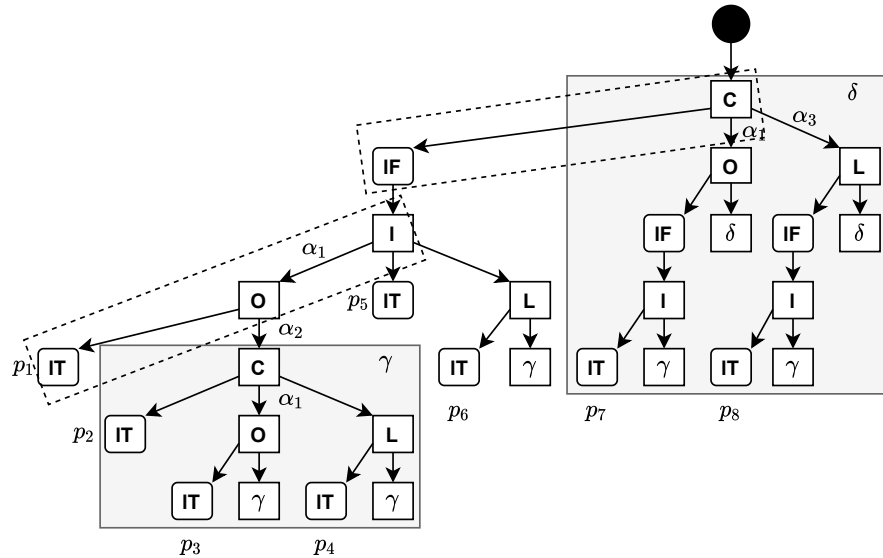 C δ
α₁ α₃
IF O L
I IF δ IF δ
α₁
O p₅ IT L I I
α₂
p₁ IT C γ IT γ IT γ IT γ
α₁ p₆ p₇ p₈
p₂ IT O L
IT γ IT γ
p₃ p₄